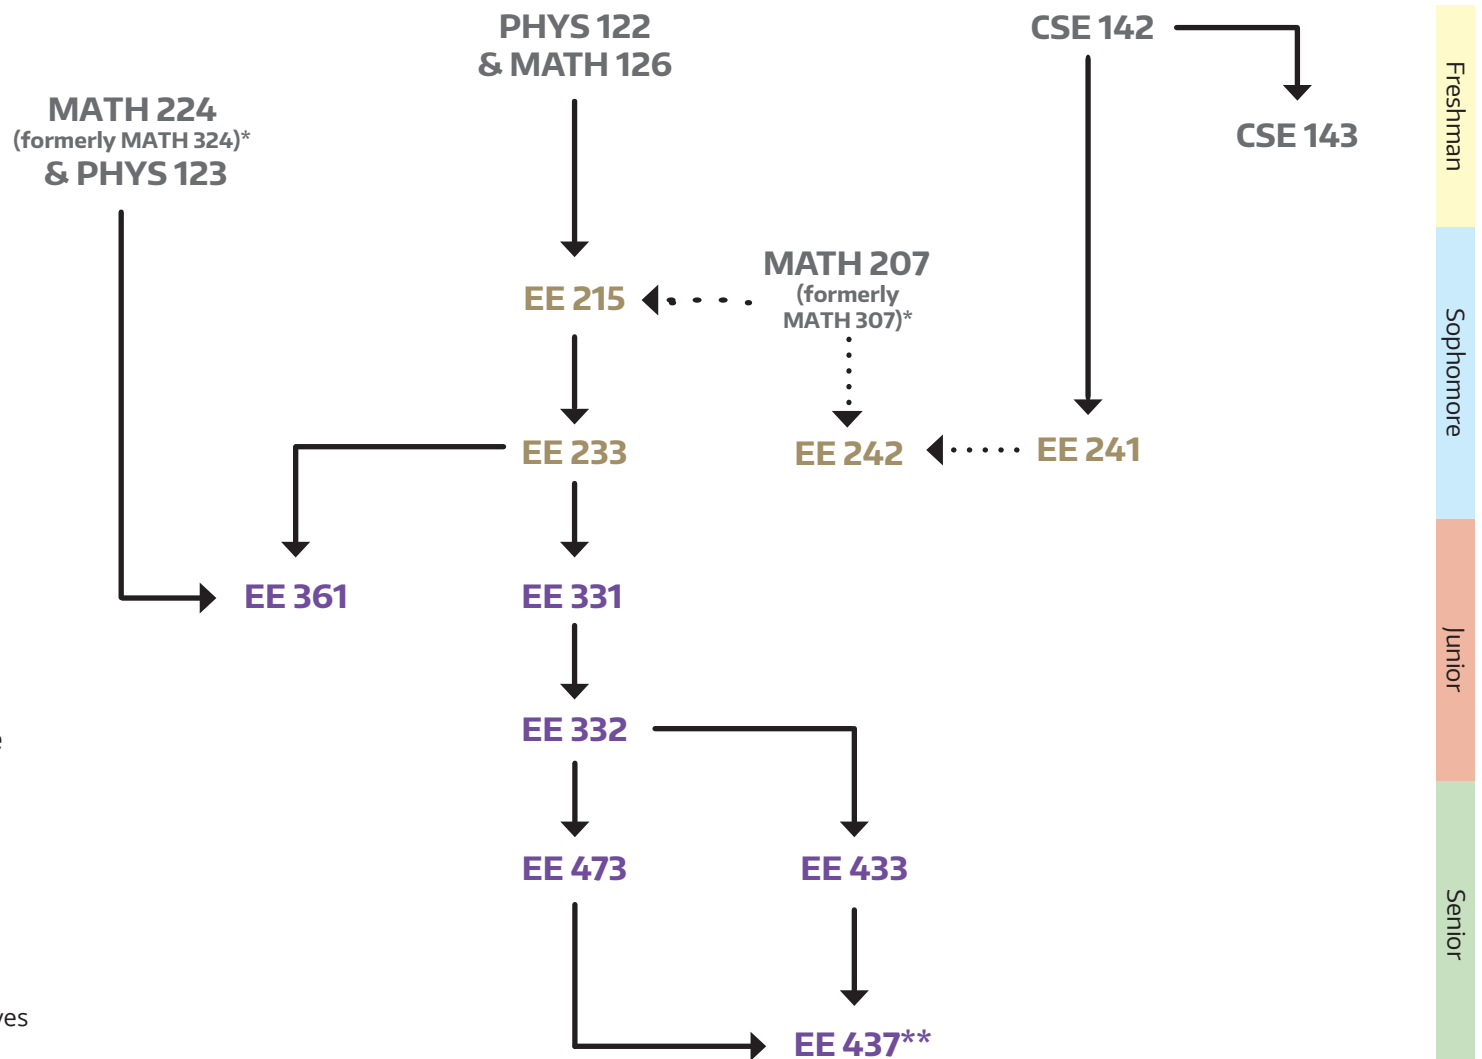 PHYS 122
& MATH 126
CSE 142
MATH 224
(formerly MATH 324)*
& PHYS 123
CSE 143
Freshman
MATH 207
(formerly
MATH 307)*
EE 215
Sophomore
EE 233
EE 242
EE 241
EE 361
EE 331
Junior
EE 332
EE 473
EE 433
Senior
EE 437**